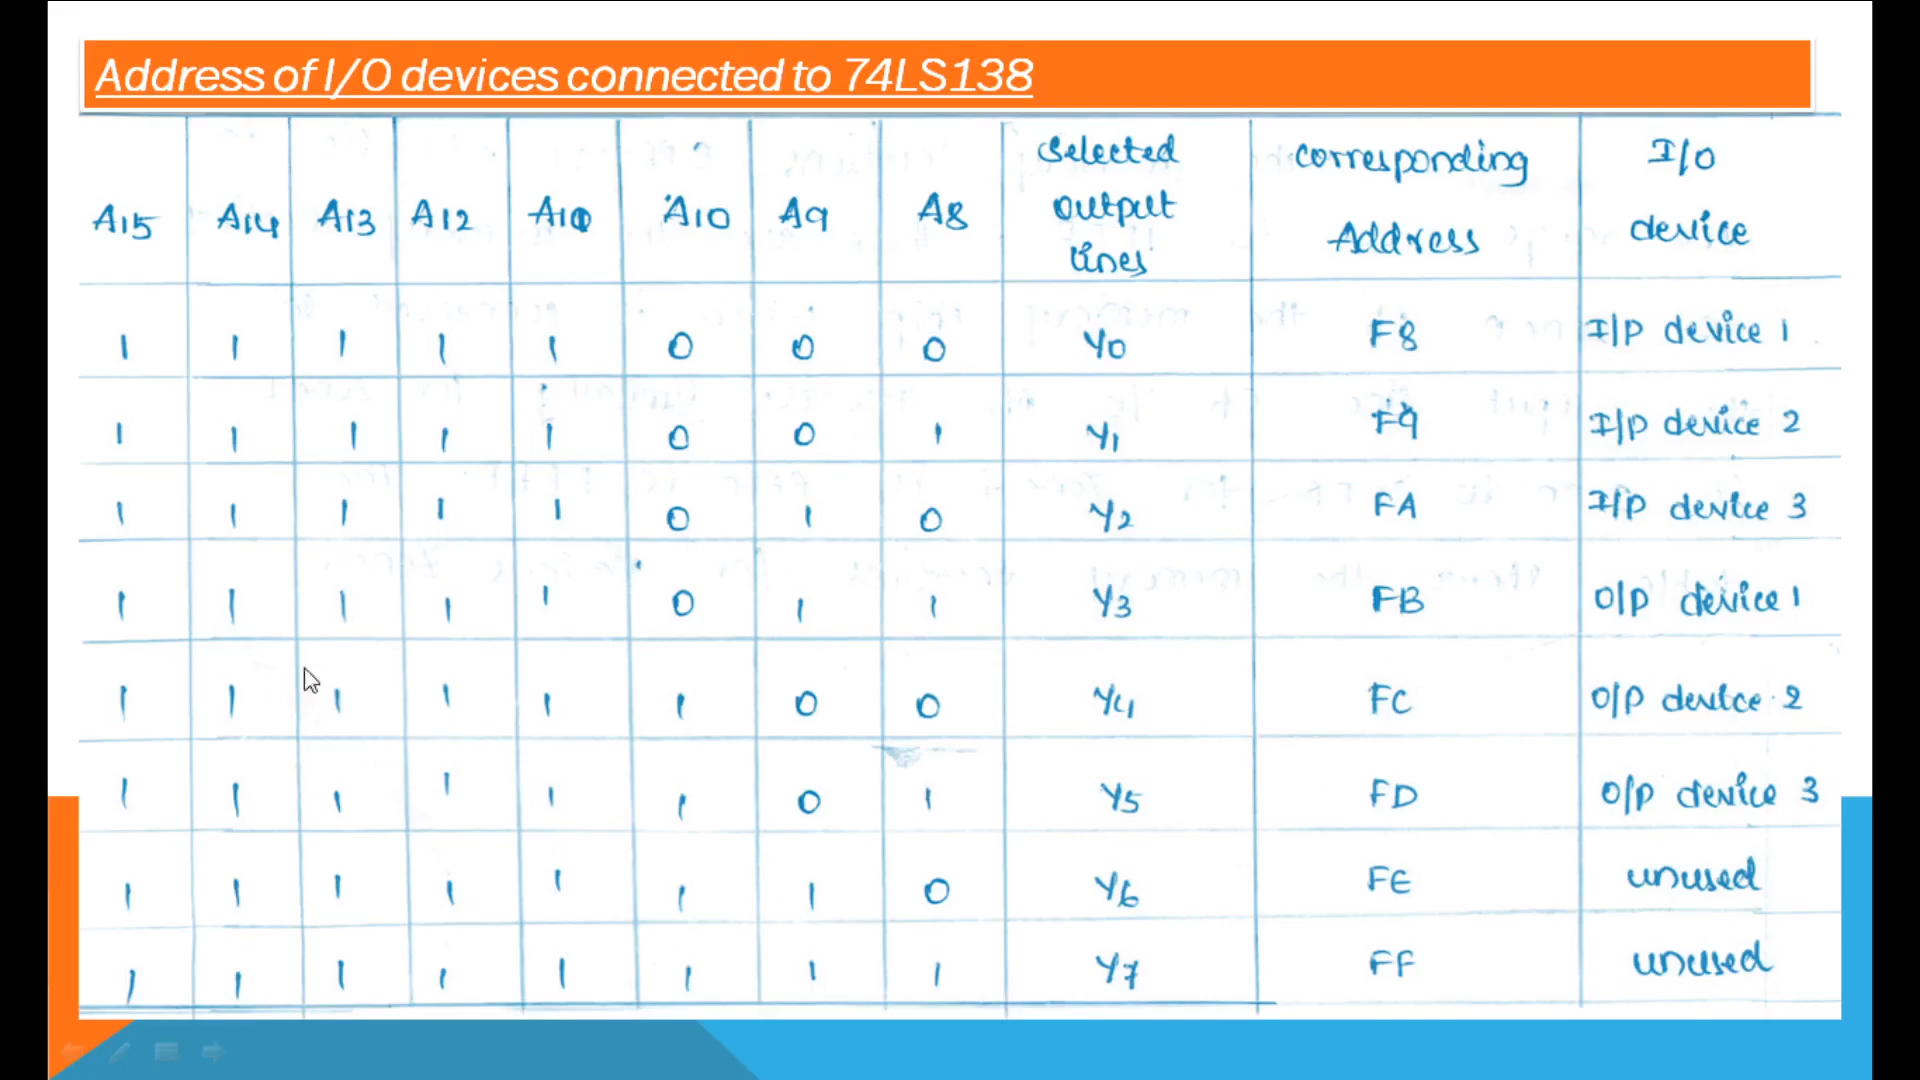 Address of I/O devices connected to 74LS138
A15 A14 A13 A12 A10 A9 A8 Selected output lines corresponding Address I/O device
1 1 1 1 1 0 0 0 Y0 F8 I/P device 1
1 1 1 1 1 0 0 1 Y1 F9 I/P device 2
1 1 1 1 1 0 1 0 Y2 FA I/P device 3
1 1 1 1 1 0 1 1 Y3 FB O/P device 1
1 1 1 1 1 1 0 0 Y4 FC O/P device 2
1 1 1 1 1 1 0 1 Y5 FD O/P device 3
1 1 1 1 1 1 1 0 Y6 FE unused
1 1 1 1 1 1 1 1 Y7 FF unused